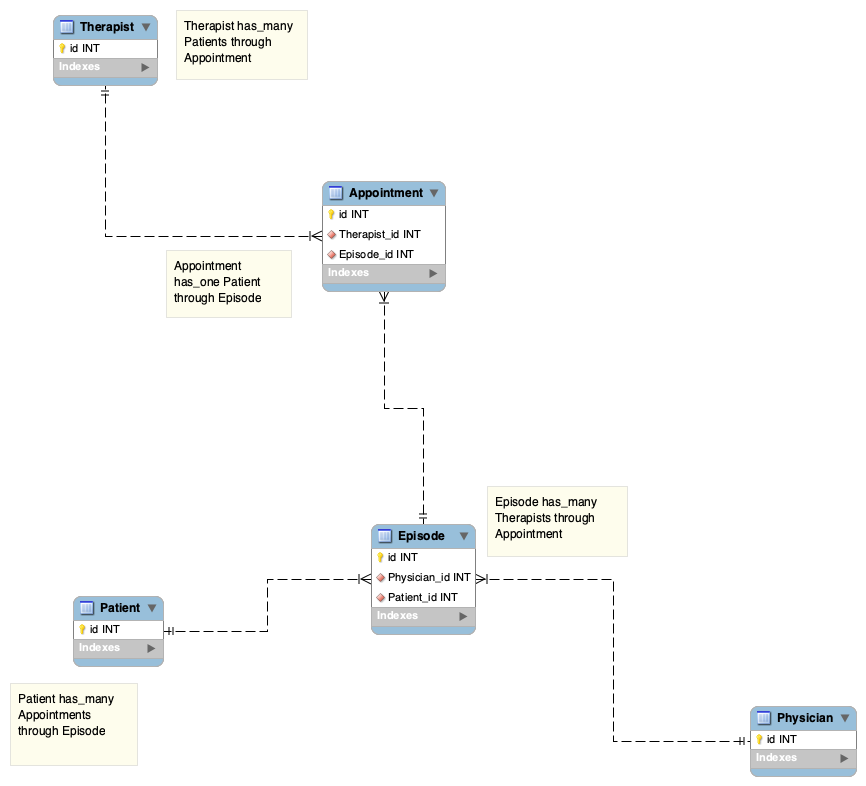 Therapist
id INT
Indexes
Therapist has_many
Patients through
Appointment
Appointment
id INT
Therapist_id INT
Episode_id INT
Indexes
Appointment
has_one Patient
through Episode
Episode has_many
Therapists through
Appointment
Episode
id INT
Physician_id INT
Patient_id INT
Indexes
Patient
id INT
Indexes
Patient has_many
Appointments
through Episode
Physician
id INT
Indexes